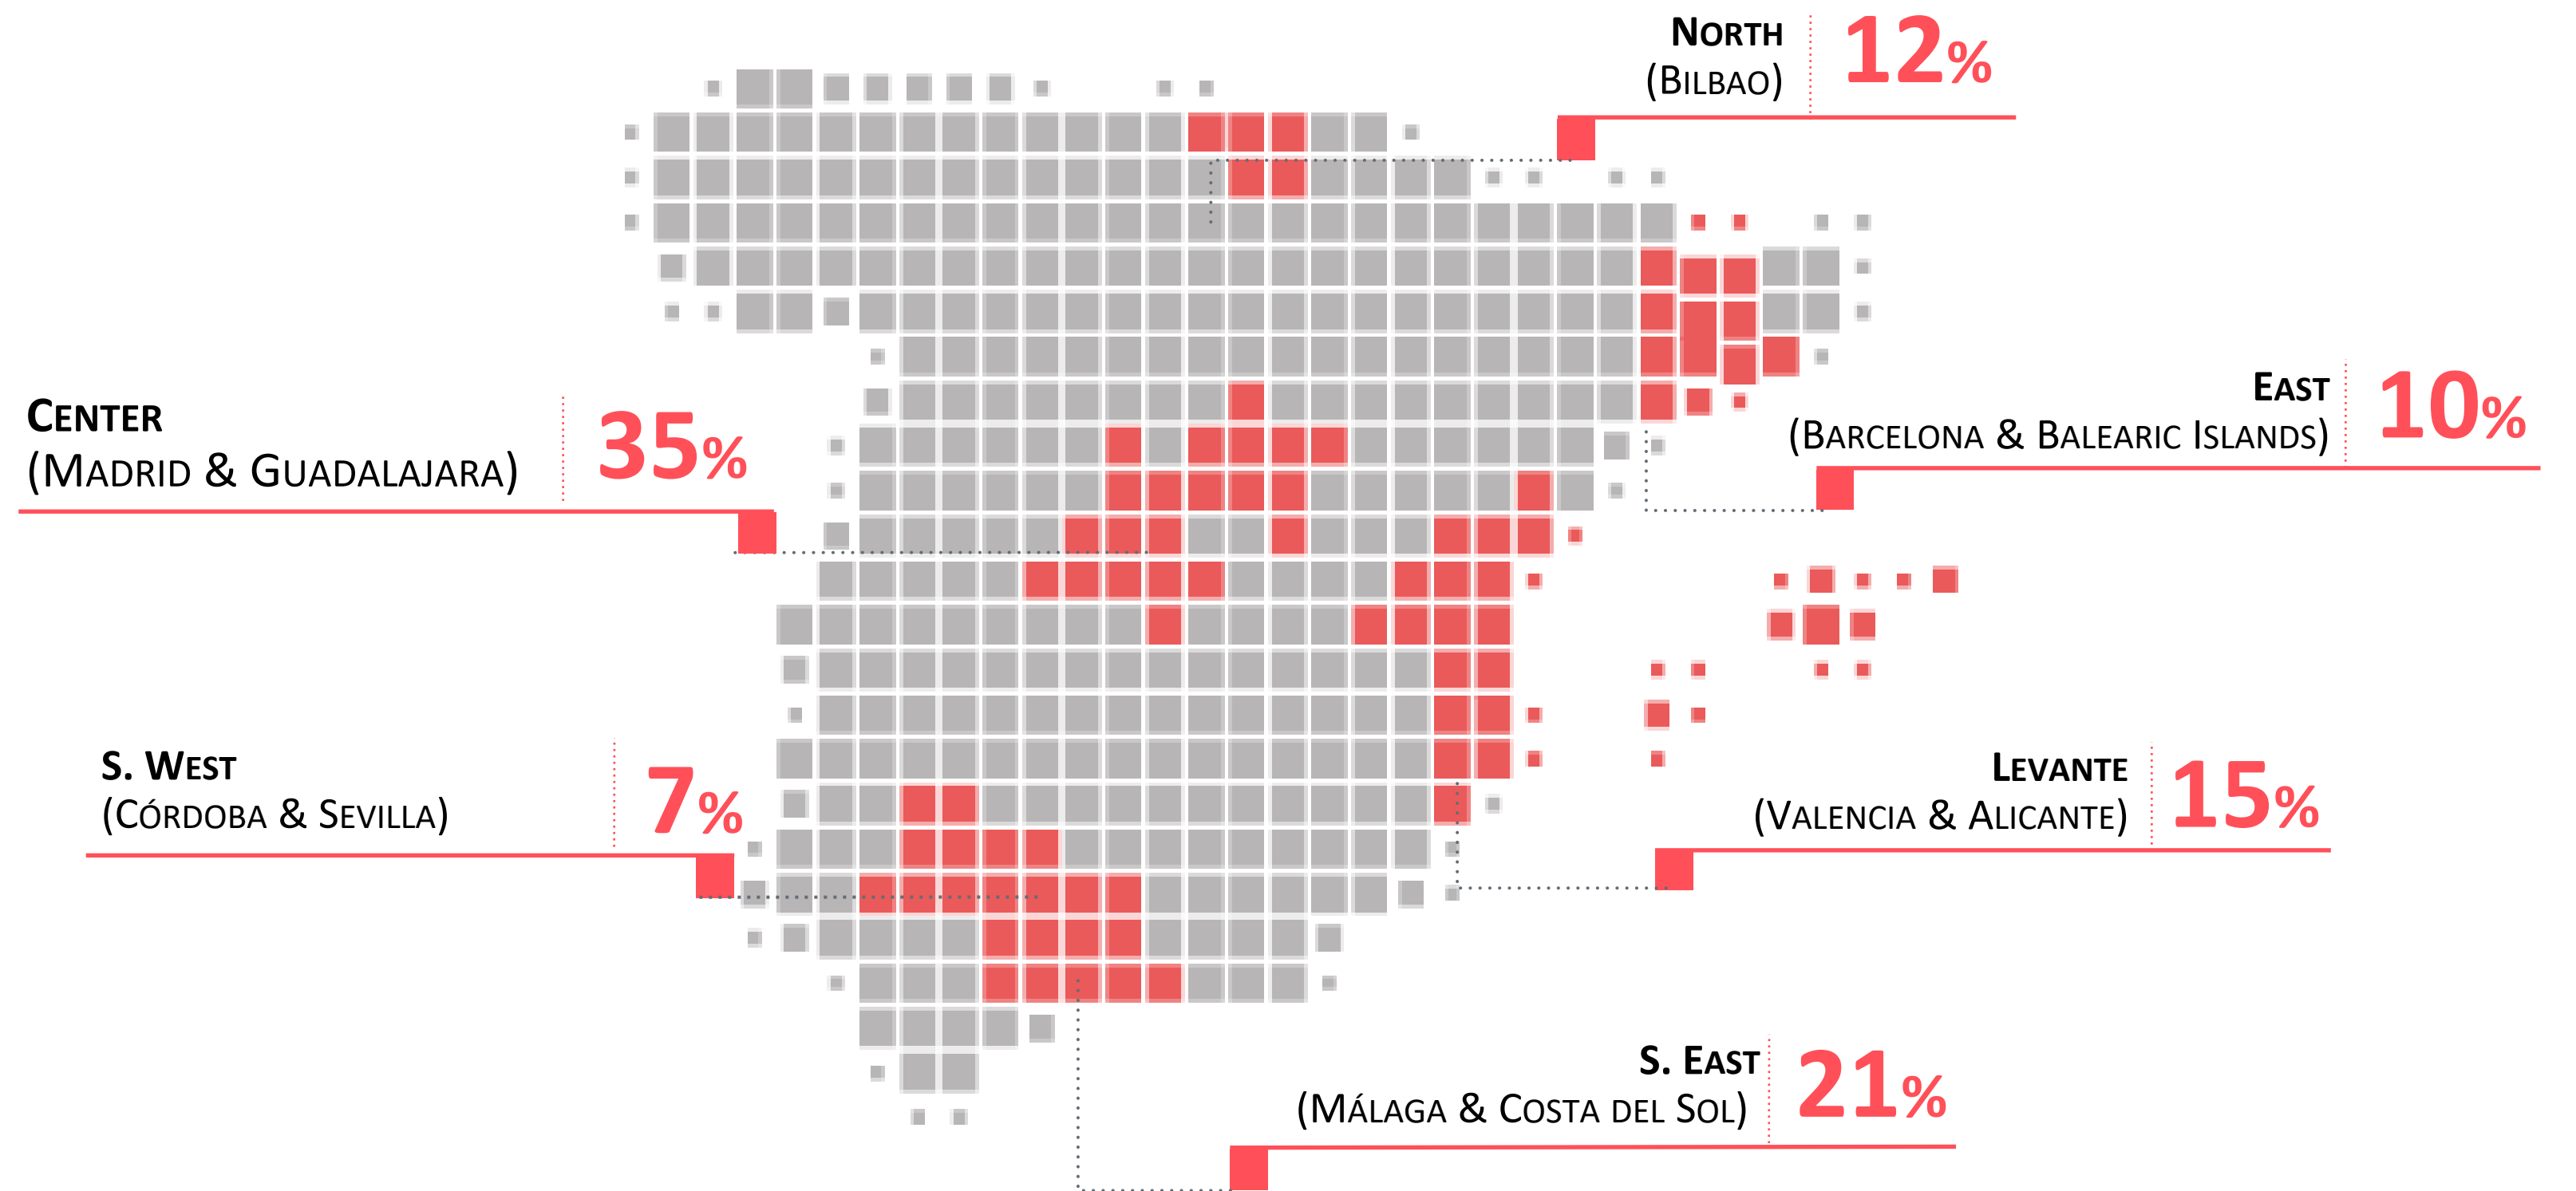 NORTH
(BILBAO)
12%
CENTER
(MADRID & GUADALAJARA)
35%
EAST
(BARCELONA & BALEARIC ISLANDS)
10%
S. WEST
(CÓRDOBA & SEVILLA)
7%
LEVANTE
(VALENCIA & ALICANTE)
15%
S. EAST
(MÁLAGA & COSTA DEL SOL)
21%